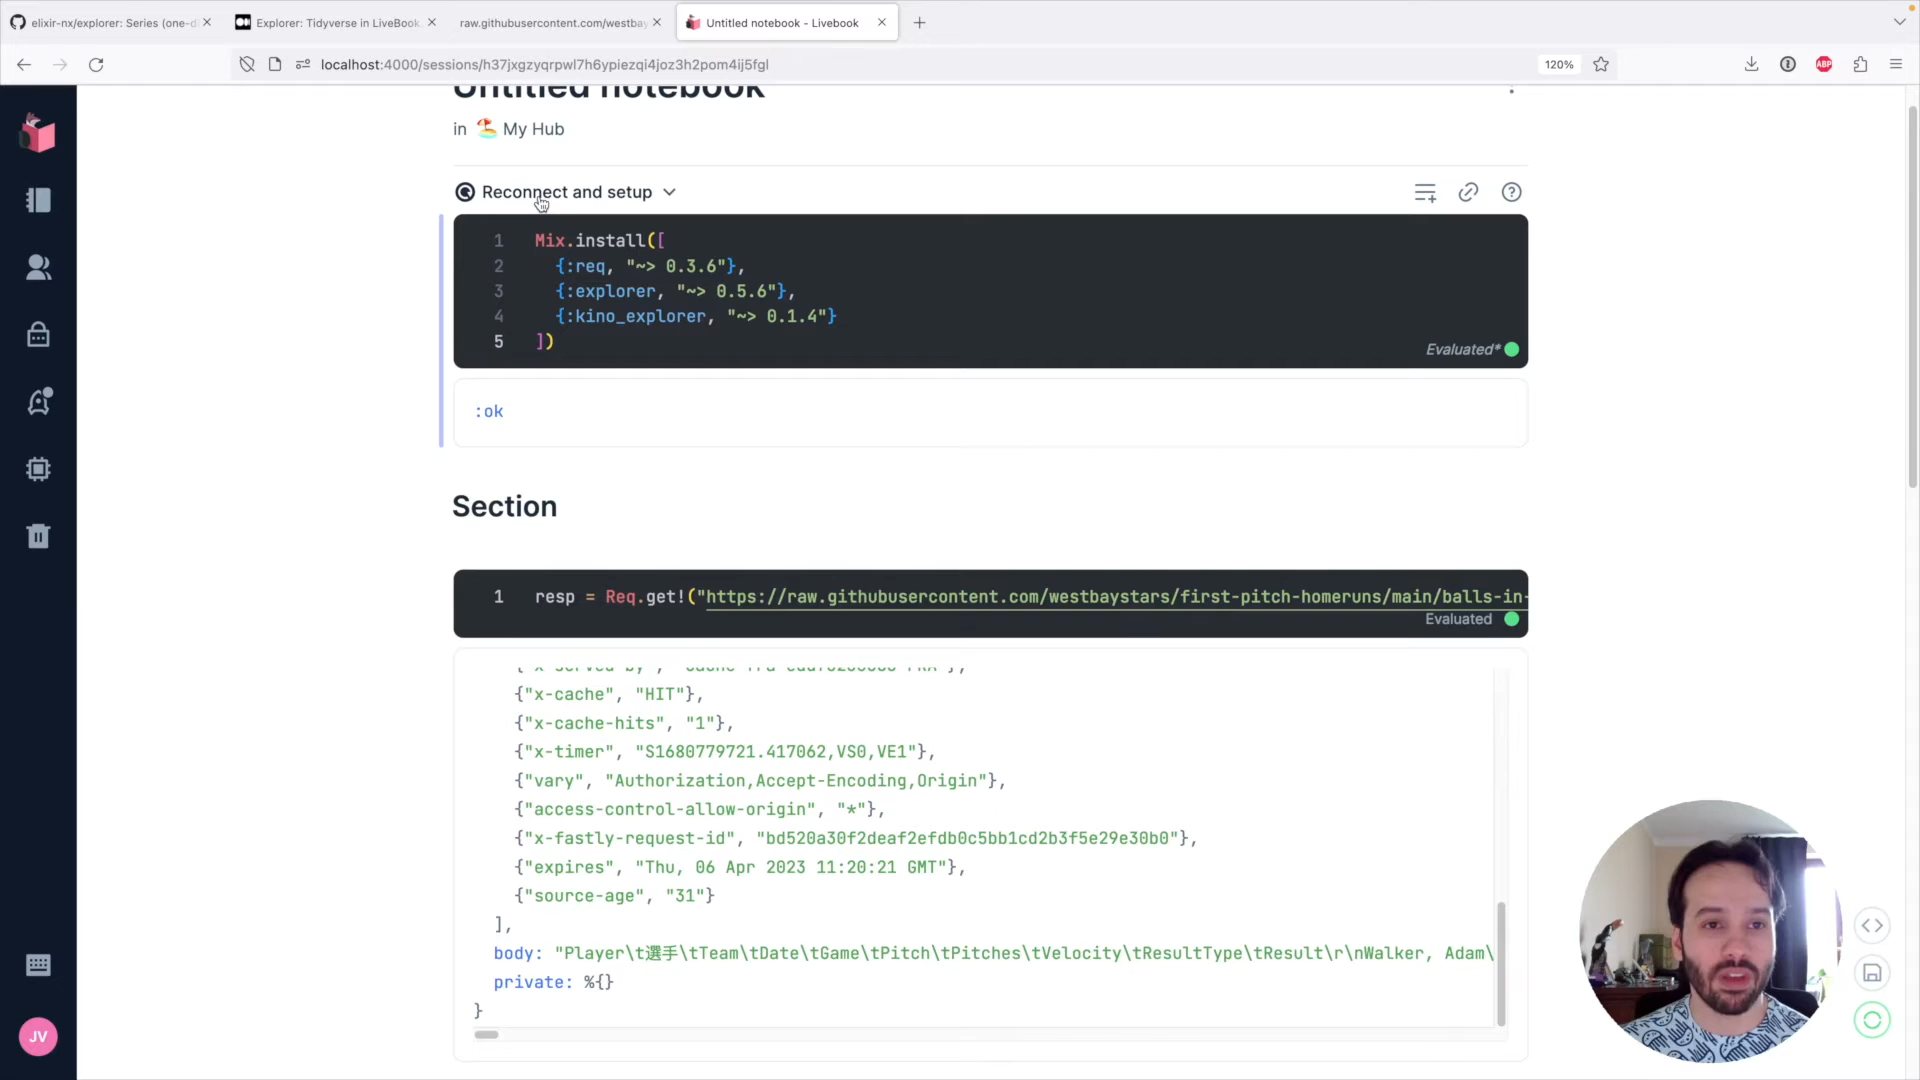 elixir-nx/explorer: Series (one-d
Explorer: Tidyverse in LiveBook
raw.githubusercontent.com/westbay
Untitled notebook - Livebook
localhost:4000/sessions/h37jxgzyqrpwl7h6ypiezqi4joz3h2pom4ij5fgl
120%
ABP
Untitled notebook
in 🏖️ My Hub
Reconnect and setup
1 Mix.install([
2 {:req, "~> 0.3.6"},
3 {:explorer, "~> 0.5.6"},
4 {:kino_explorer, "~> 0.1.4"}
5 ])
Evaluated*
:ok
Section
1 resp = Req.get!("https://raw.githubusercontent.com/westbaystars/first-pitch-homeruns/main/balls-in-
Evaluated
{"x-cache", "HIT"},
{"x-cache-hits", "1"},
{"x-timer", "S1680779721.417062,VS0,VE1"},
{"vary", "Authorization,Accept-Encoding,Origin"},
{"access-control-allow-origin", "*"},
{"x-fastly-request-id", "bd520a30f2deaf2efdb0c5bb1cd2b3f5e29e30b0"},
{"expires", "Thu, 06 Apr 2023 11:20:21 GMT"},
{"source-age", "31"}
],
body: "Player\t選手\tTeam\tDate\tGame\tPitch\tPitches\tVelocity\tResultType\tResult\r\nWalker, Adam\
private: %{}
}
JV